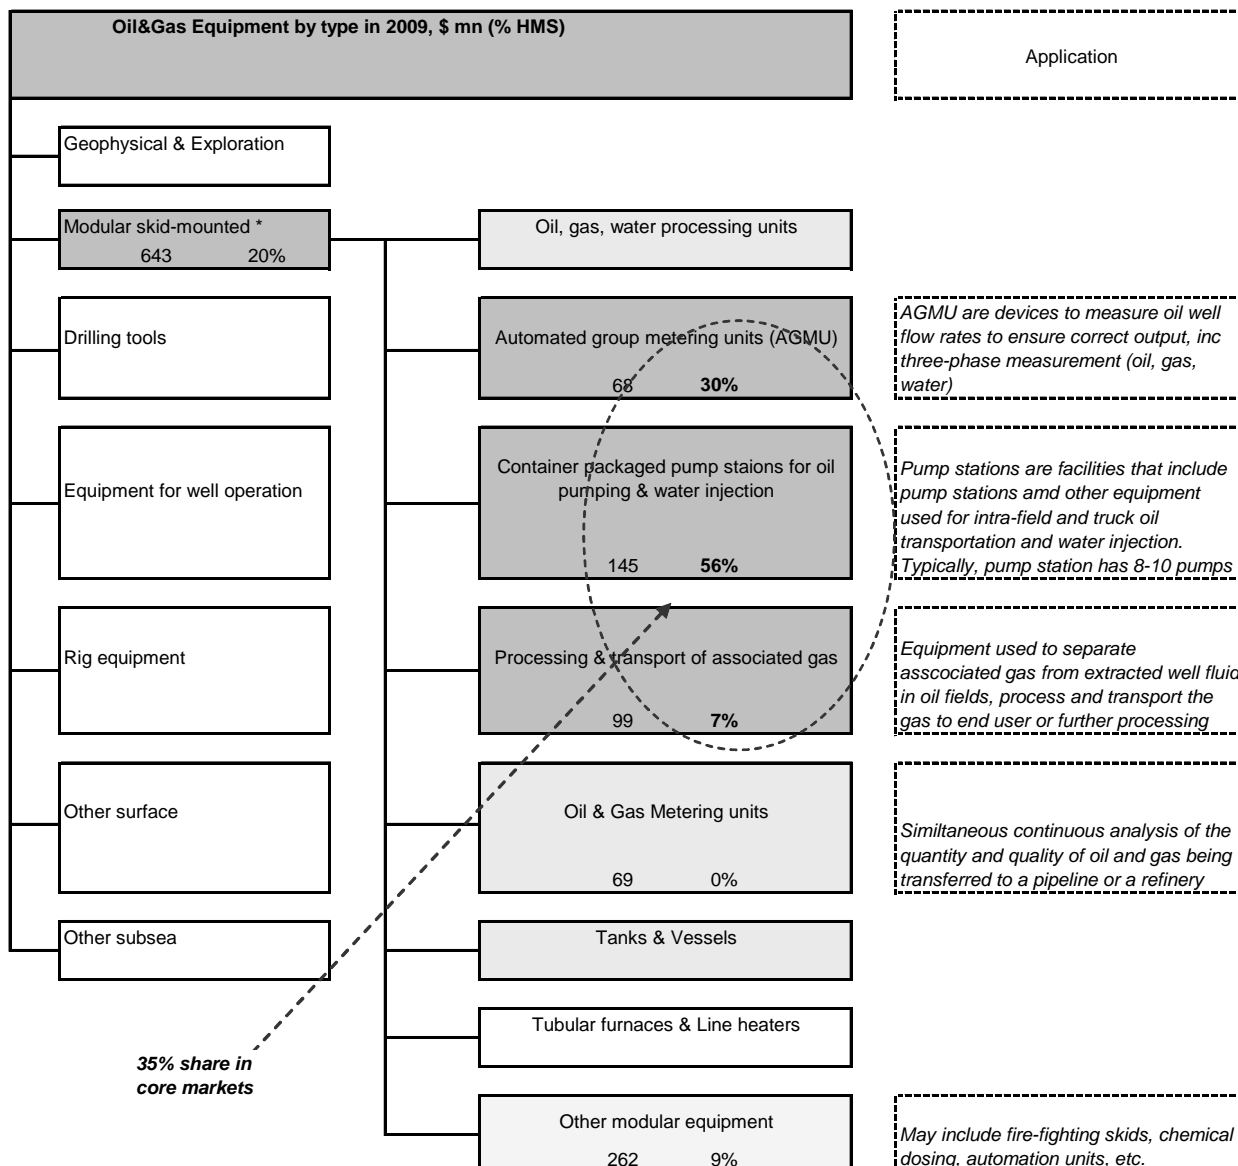 Oil&Gas Equipment by type in 2009, $ mn (% HMS)
Application
Geophysical & Exploration
Modular skid-mounted *
643 20%
Oil, gas, water processing units
Drilling tools
Automated group metering units (AGMU)
68 30%
AGMU are devices to measure oil well
flow rates to ensure correct output, inc
three-phase measurement (oil, gas,
water)
Equipment for well operation
Container packaged pump staions for oil
pumping & water injection
145 56%
Pump stations are facilities that include
pump stations amd other equipment
used for intra-field and truck oil
transportation and water injection.
Typically, pump station has 8-10 pumps
Rig equipment
Processing & transport of associated gas
99 7%
Equipment used to separate
asscociated gas from extracted well fluid
in oil fields, process and transport the
gas to end user or further processing
Other surface
Oil & Gas Metering units
69 0%
Similtaneous continuous analysis of the
quantity and quality of oil and gas being
transferred to a pipeline or a refinery
Other subsea
Tanks & Vessels
Tubular furnaces & Line heaters
35% share in
core markets
Other modular equipment
262 9%
May include fire-fighting skids, chemical
dosing, automation units, etc.